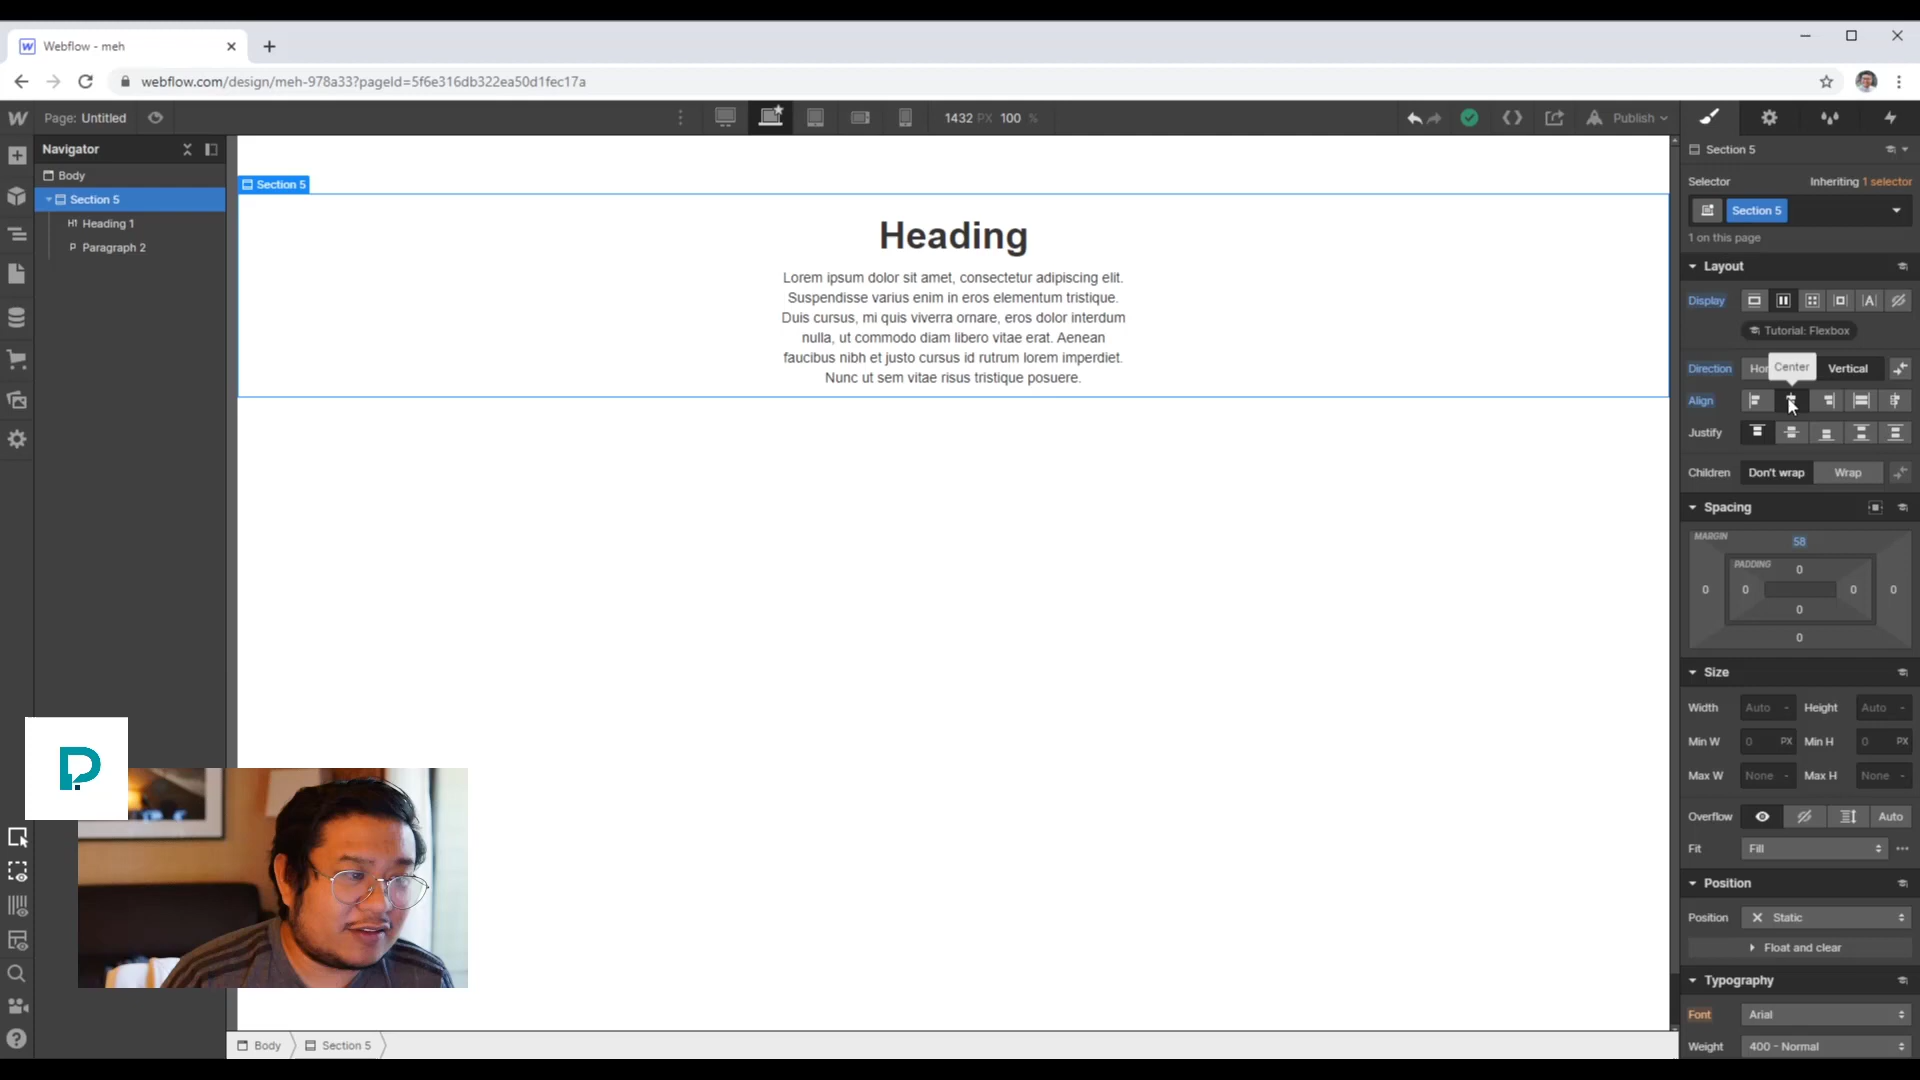 Webflow - meh
webflow.com/design/meh-978a33?pageId=5f6e316db322ea50d1fec17a
Page: Untitled
1432 PX 100 %
Publish
Navigator
Body
Section 5
Heading 1
Paragraph 2
Section 5
Heading
Lorem ipsum dolor sit amet, consectetur adipiscing elit.
Suspendisse varius enim in eros elementum tristique.
Duis cursus, mi quis viverra ornare, eros dolor interdum
nulla, ut commodo diam libero vitae erat. Aenean
faucibus nibh et justo cursus id rutrum lorem imperdiet.
Nunc ut sem vitae risus tristique posuere.
Body
Section 5
Section 5
Selector Inheriting 1 selector
Section 5
1 on this page
Layout
Display
Tutorial: Flexbox
Direction Hor Center Vertical
Align
Justify
Children Don't wrap Wrap
Spacing
MARGIN 58
PADDING 0
0 0 0 0
0
0
Size
Width Auto - Height Auto -
Min W 0 PX Min H 0 PX
Max W None - Max H None -
Overflow Auto
Fit Fill
Position
Position Static
Float and clear
Typography
Font Arial
Weight 400 - Normal